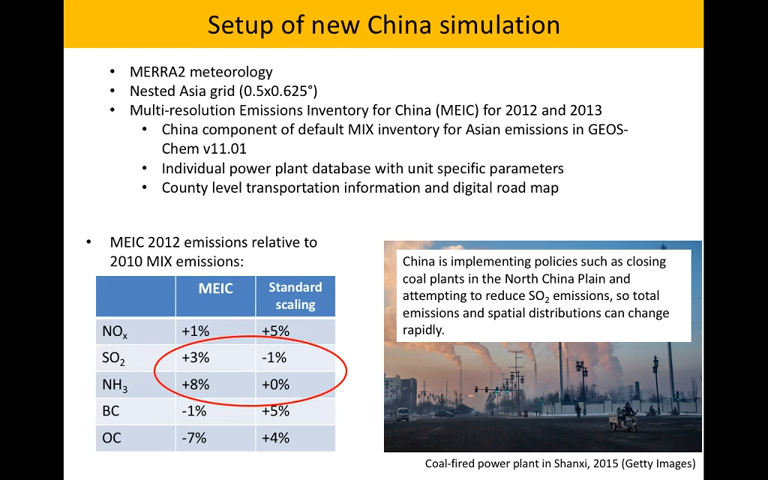 Setup of new China simulation
• MERRA2 meteorology
• Nested Asia grid (0.5x0.625°)
• Multi-resolution Emissions Inventory for China (MEIC) for 2012 and 2013
• China component of default MIX inventory for Asian emissions in GEOS-
Chem v11.01
• Individual power plant database with unit specific parameters
• County level transportation information and digital road map
• MEIC 2012 emissions relative to
2010 MIX emissions:
MEIC Standard
scaling
NOx +1% +5%
SO2 +3% -1%
NH3 +8% +0%
BC -1% +5%
OC -7% +4%
China is implementing policies such as closing
coal plants in the North China Plain and
attempting to reduce SO2 emissions, so total
emissions and spatial distributions can change
rapidly.
Coal-fired power plant in Shanxi, 2015 (Getty Images)